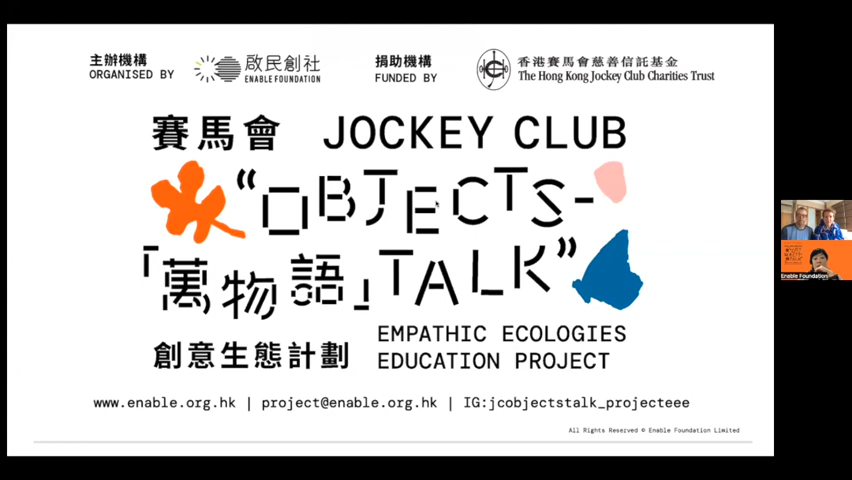 主辦機構
ORGANISED BY
啟民創社
ENABLE FOUNDATION
捐助機構
FUNDED BY
香港賽馬會慈善信託基金
The Hong Kong Jockey Club Charities Trust
賽馬會 JOCKEY CLUB
“OBJECTS-
「萬物語」TALK”
創意生態計劃
EMPATHIC ECOLOGIES
EDUCATION PROJECT
www.enable.org.hk | project@enable.org.hk | IG:jcobjectstalk_projecteee
All Rights Reserved © Enable Foundation Limited
Enable Foundation